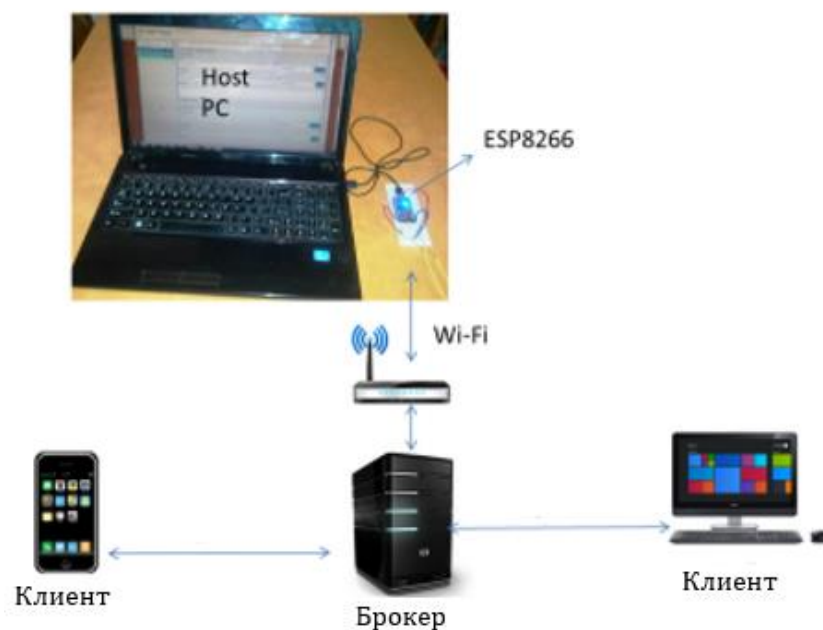 Host
PC
ESP8266
Wi-Fi
Клиент
Брокер
Клиент